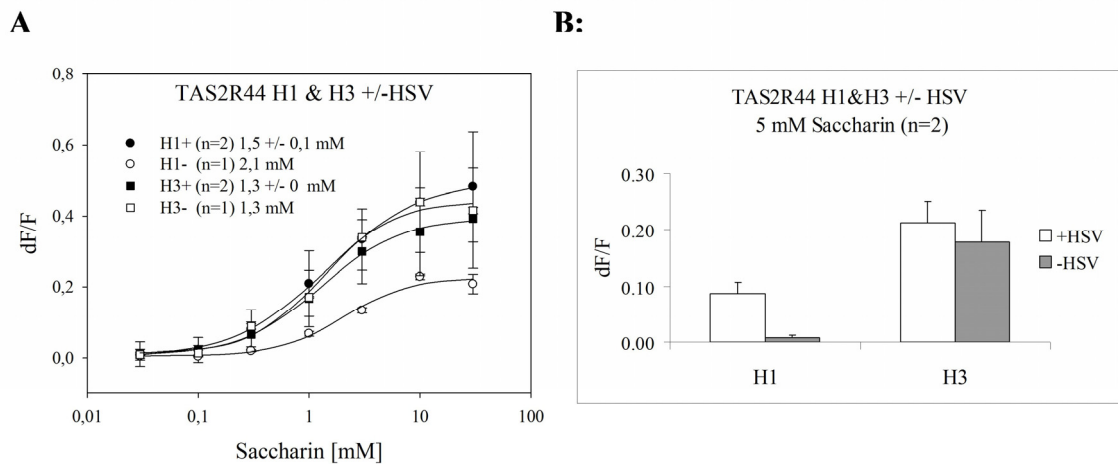 A
B:
TAS2R44 H1 & H3 +/-HSV
H1+ (n=2) 1,5 +/- 0,1 mM
H1- (n=1) 2,1 mM
H3+ (n=2) 1,3 +/- 0 mM
H3- (n=1) 1,3 mM
0,8
0,6
0,4
0,2
0,0
dF/F
0,01
0,1
1
10
100
Saccharin [mM]
TAS2R44 H1&H3 +/- HSV
5 mM Saccharin (n=2)
0.30
0.20
0.10
0.00
dF/F
H1
H3
+HSV
-HSV